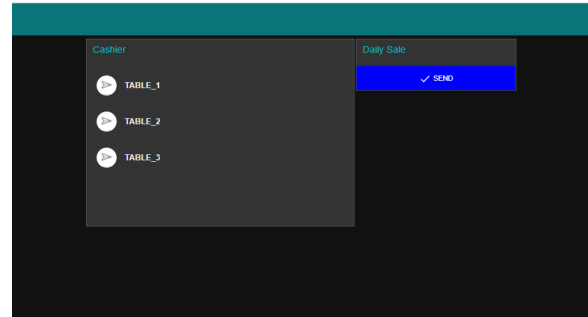 Cashier
TABLE_1
TABLE_2
TABLE_3
Daily Sale
SEND